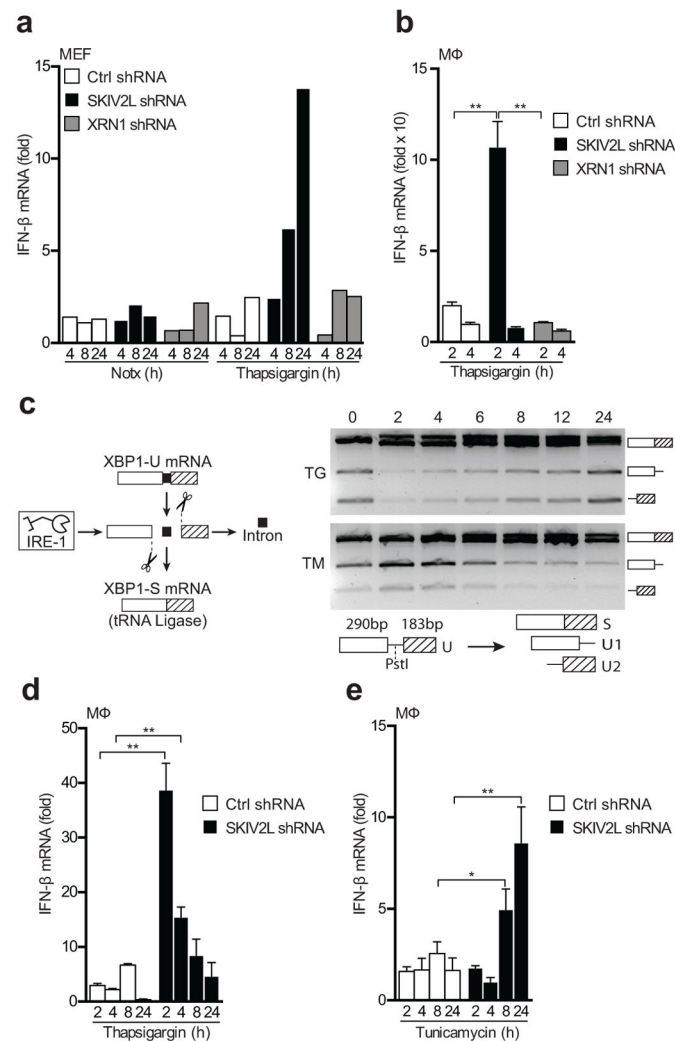 a
MEF
Ctrl shRNA
SKIV2L shRNA
XRN1 shRNA
IFN-β mRNA (fold)
15
10
5
0
4 8 24 4 8 24 4 8 24 4 8 24 4 8 24 4 8 24
Notx (h)
Thapsigargin (h)
b
MΦ
Ctrl shRNA
SKIV2L shRNA
XRN1 shRNA
** **
IFN-β mRNA (fold x 10)
15
10
5
0
2 4 2 4 2 4
Thapsigargin (h)
c
XBP1-U mRNA
IRE-1
Intron
XBP1-S mRNA
(tRNA Ligase)
0 2 4 6 8 12 24
TG
TM
290bp 183bp
U
PstI
S
U1
U2
d
MΦ
**
**
Ctrl shRNA
SKIV2L shRNA
IFN-β mRNA (fold)
50
40
30
20
10
0
2 4 8 24 2 4 8 24
Thapsigargin (h)
e
MΦ
**
*
Ctrl shRNA
SKIV2L shRNA
IFN-β mRNA (fold)
15
10
5
0
2 4 8 24 2 4 8 24
Tunicamycin (h)